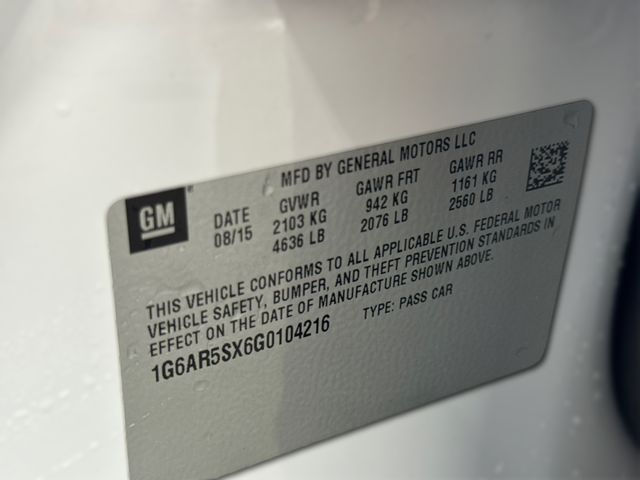 GM
MFD BY GENERAL MOTORS LLC
DATE GVWR GAWR FRT GAWR RR
08/15 2103 KG 942 KG 1161 KG
4636 LB 2076 LB 2560 LB
THIS VEHICLE CONFORMS TO ALL APPLICABLE U.S. FEDERAL MOTOR
VEHICLE SAFETY, BUMPER, AND THEFT PREVENTION STANDARDS IN
EFFECT ON THE DATE OF MANUFACTURE SHOWN ABOVE.
1G6AR5SX6G0104216 TYPE: PASS CAR